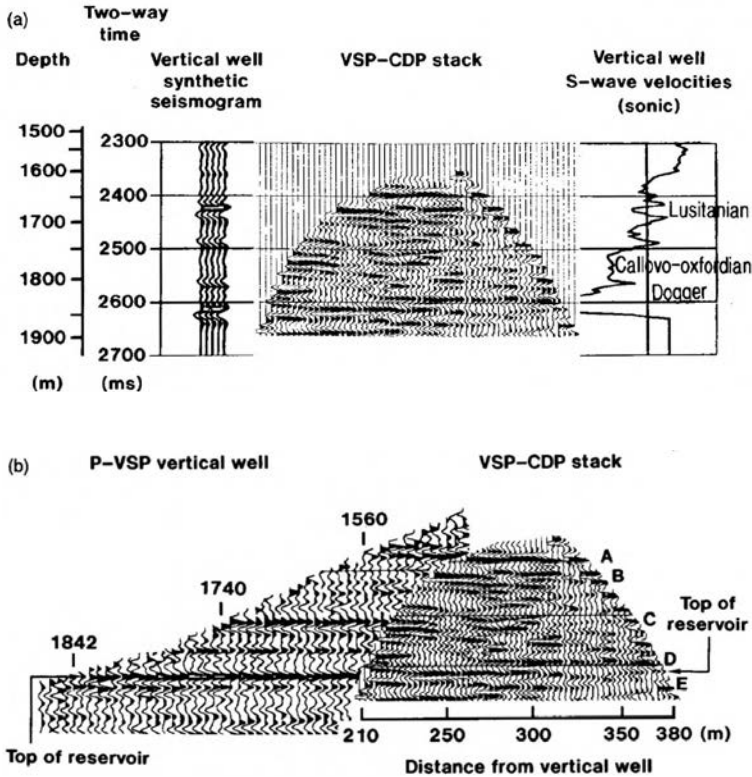 (a)
Two-way
time
Depth
Vertical well
synthetic
seismogram
VSP–CDP stack
Vertical well
S-wave velocities
(sonic)
1500
1600
1700
1800
1900
(m)
2300
2400
2500
2600
2700
(ms)
Lusitanian
Callovo-oxfordian
Dogger
(b)
P-VSP vertical well
VSP–CDP stack
1560
1740
1842
A
B
C
D
E
Top of
reservoir
Top of reservoir
210 250 300 350 380 (m)
Distance from vertical well